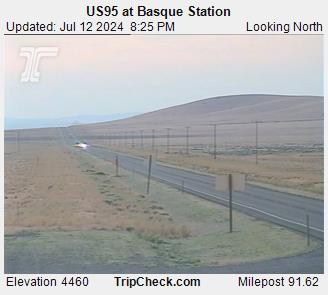 US95 at Basque Station
Updated: Jul 12 2024 8:25 PM Looking North
Elevation 4460 TripCheck.com Milepost 91.62